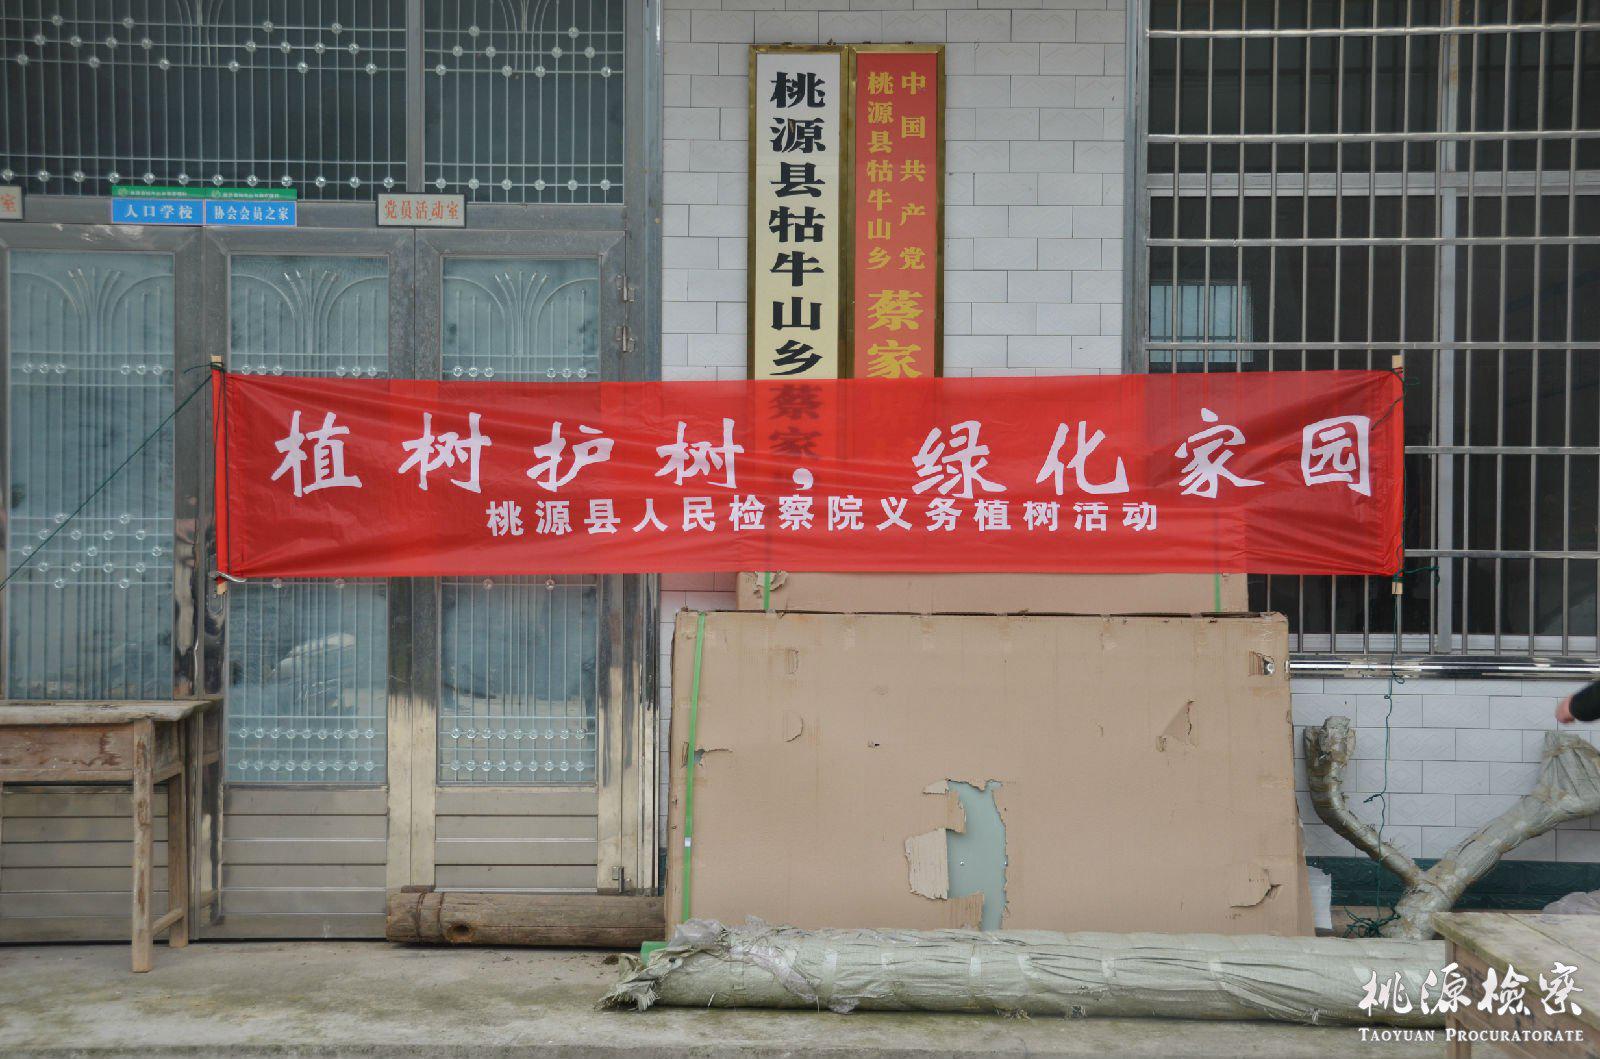 桃源县牯牛山乡蔡家
中国共产党
桃源县牯牛山乡
蔡家
室
人口学校
协会会员之家
党员活动室
植树护树，绿化家园
桃源县人民检察院义务植树活动
桃源检察
TAOYUAN PROCURATORATE